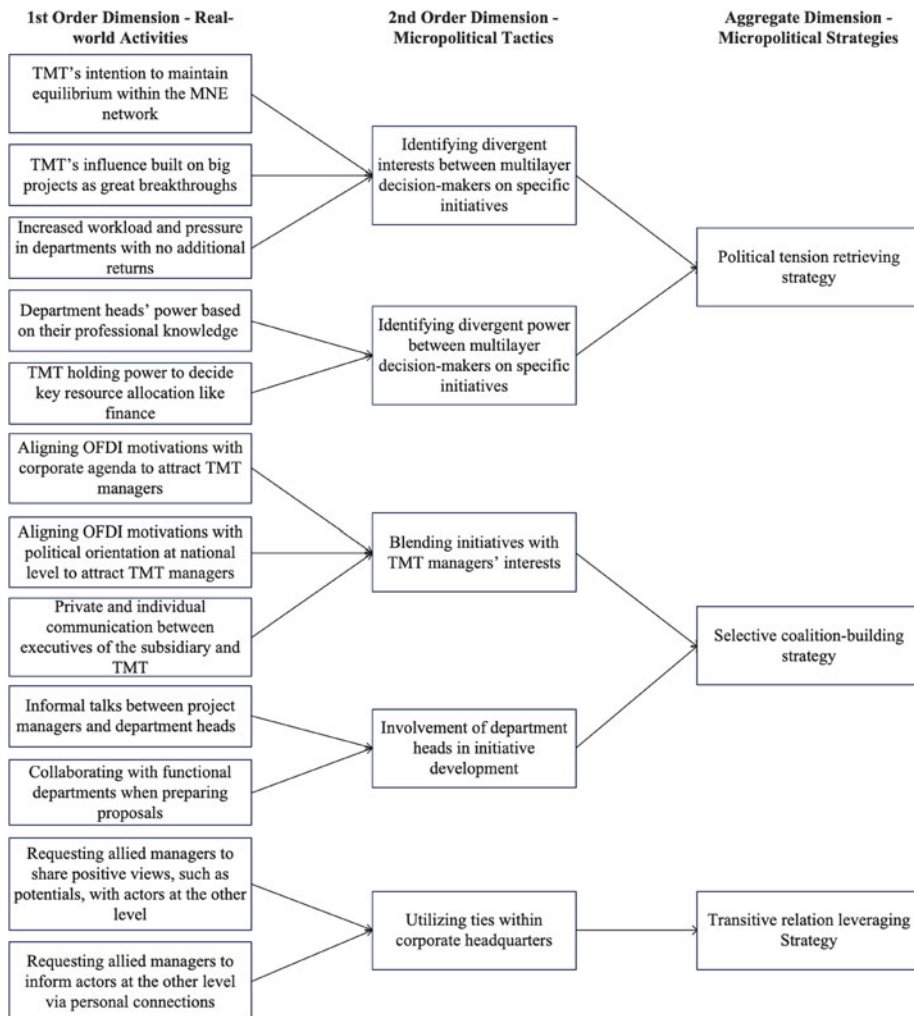 1st Order Dimension - Real-
world Activities
2nd Order Dimension -
Micropolitical Tactics
Aggregate Dimension -
Micropolitical Strategies
TMT's intention to maintain
equilibrium within the MNE
network
TMT's influence built on big
projects as great breakthroughs
Increased workload and pressure
in departments with no additional
returns
Department heads' power based
on their professional knowledge
TMT holding power to decide
key resource allocation like
finance
Aligning OFDI motivations with
corporate agenda to attract TMT
managers
Aligning OFDI motivations with
political orientation at national
level to attract TMT managers
Private and individual
communication between
executives of the subsidiary and
TMT
Informal talks between project
managers and department heads
Collaborating with functional
departments when preparing
proposals
Requesting allied managers to
share positive views, such as
potentials, with actors at the other
level
Requesting allied managers to
inform actors at the other level
via personal connections
Identifying divergent
interests between multilayer
decision-makers on specific
initiatives
Identifying divergent power
between multilayer
decision-makers on specific
initiatives
Blending initiatives with
TMT managers' interests
Involvement of department
heads in initiative
development
Utilizing ties within
corporate headquarters
Political tension retrieving
strategy
Selective coalition-building
strategy
Transitive relation leveraging
Strategy